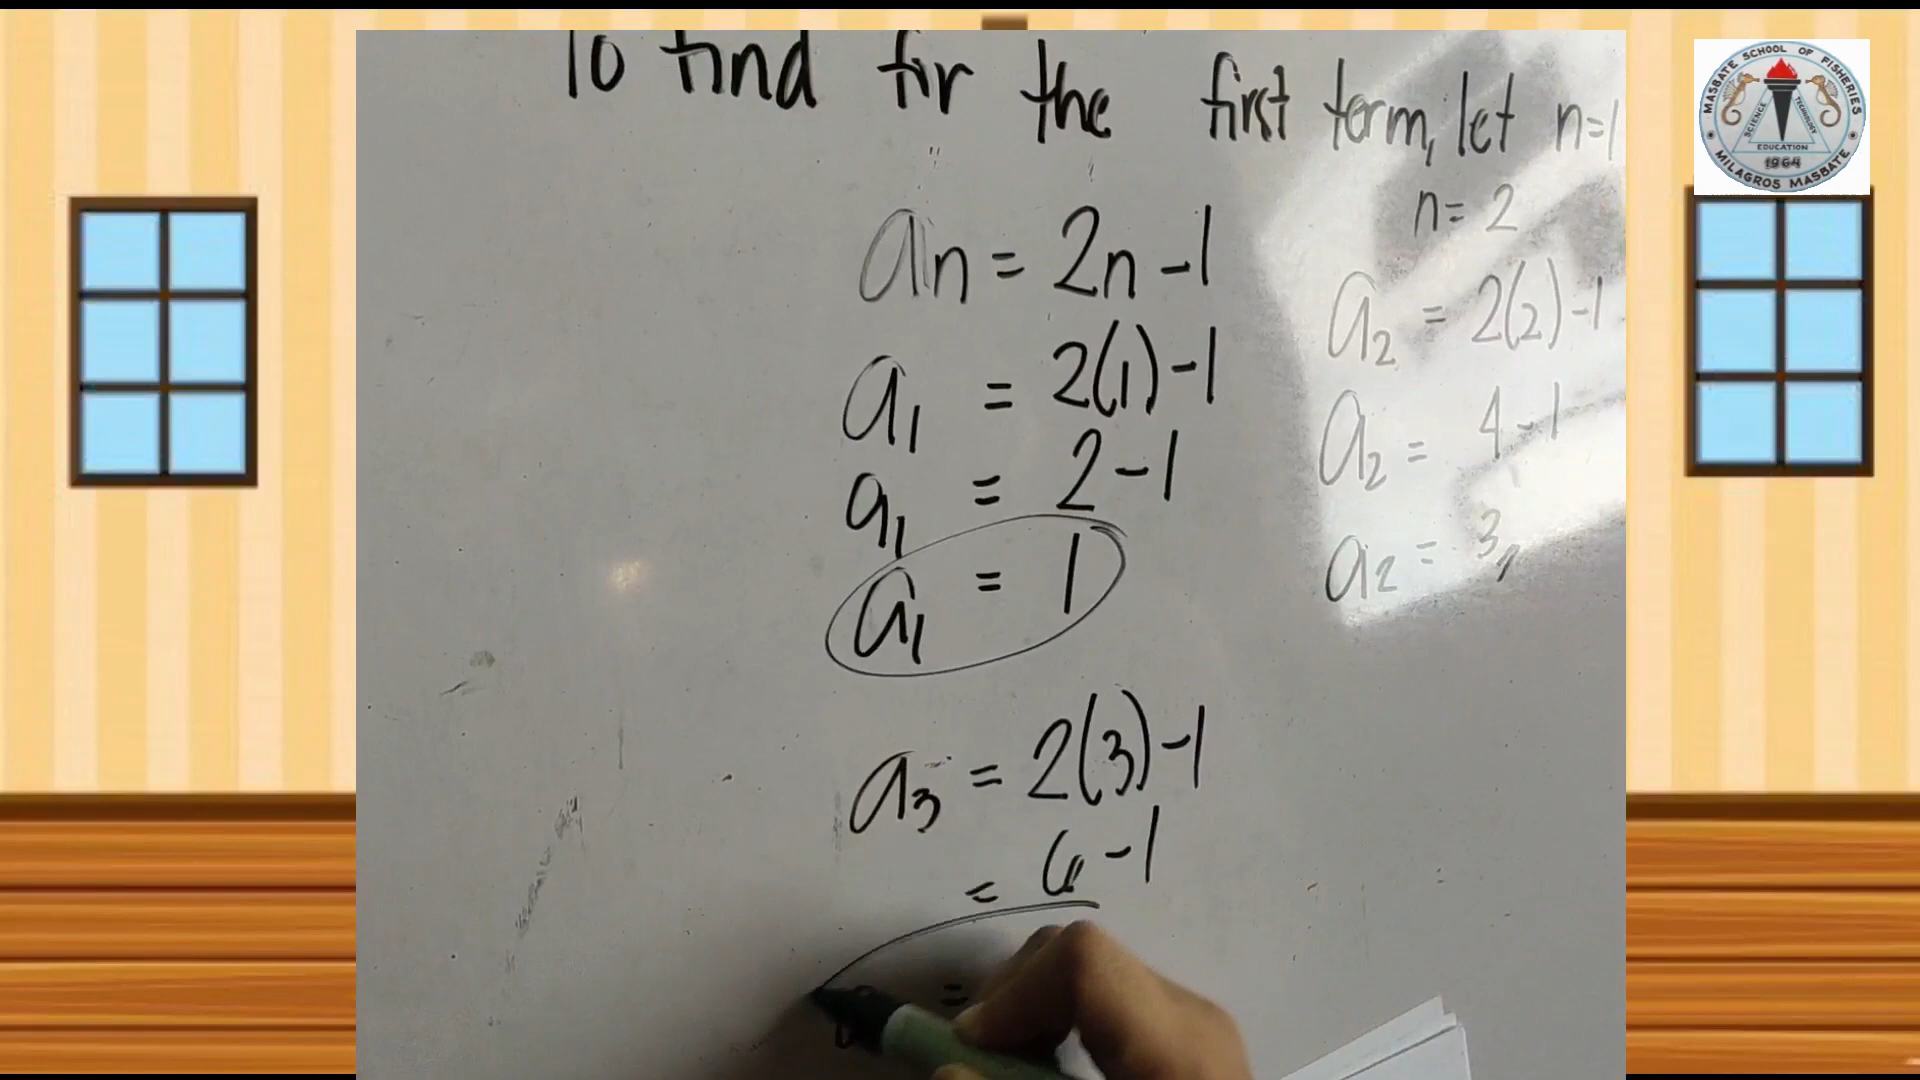 To find for the first term, let n=1
an = 2n - 1
a1 = 2(1) - 1
a1 = 2 - 1
a1 = 1
n = 2
a2 = 2(2) - 1
a2 = 4 - 1
a2 = 3
a3 = 2(3) - 1
= 6 - 1
=
MASBATE SCHOOL OF FISHERIES
SCIENCE TECHNOLOGY
EDUCATION
1964
MILAGROS MASBATE